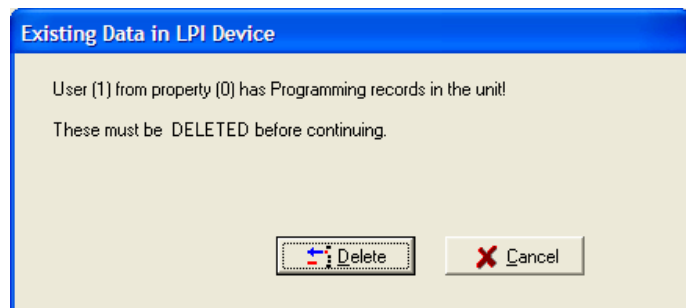 Existing Data in LPI Device
User (1) from property (0) has Programming records in the unit!
These must be DELETED before continuing.
Delete Cancel